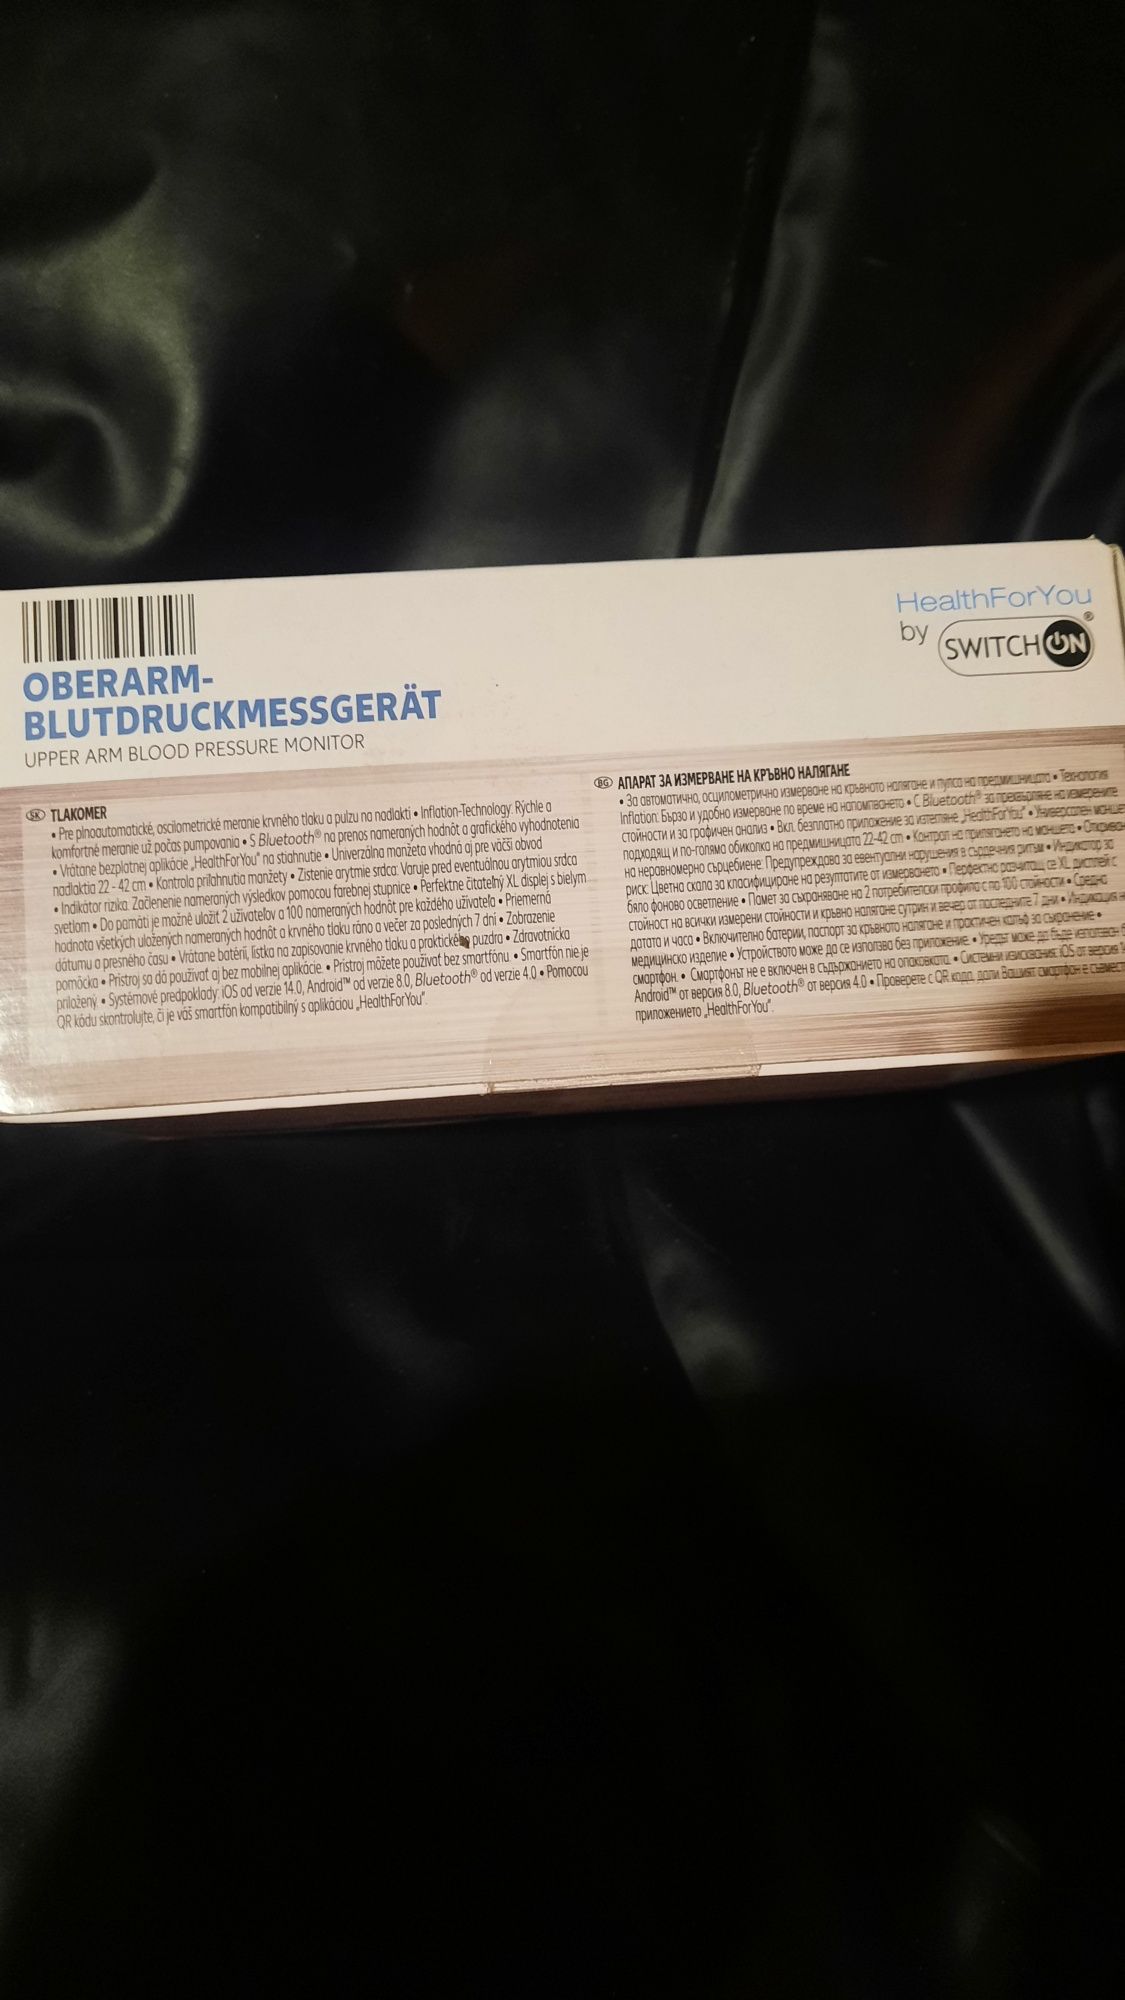 HealthForYou
by SWITCH ON®
OBERARM-
BLUTDRUCKMESSGERÄT
UPPER ARM BLOOD PRESSURE MONITOR
SK TLAKOMER
• Pre plnoautomatické, oscilometrické meranie krvného tlaku a pulzu na nadlaktí • Inflation-Technology: Rýchle a
komfortné meranie už počas pumpovania • S Bluetooth® na prenos nameraných hodnôt a grafického vyhodnotenia
• Vrátane bezplatnej aplikácie „HealthForYou" na stiahnutie • Univerzálna manžeta vhodná aj pre väčší obvod
nadlaktia 22 - 42 cm • Kontrola priľahnutia manžety • Zistenie arytmie srdca: Varuje pred eventuálnou arytmiou srdca
• Indikátor rizika: Začlenenie nameraných výsledkov pomocou farebnej stupnice • Perfektne čitateľný XL displej s bielym
svetlom • Do pamäti je možné uložiť 2 užívateľov a 100 nameraných hodnôt pre každého užívateľa • Priemerná
hodnota všetkých uložených nameraných hodnôt a krvného tlaku ráno a večer za posledných 7 dní • Zobrazenie
dátumu a presného času • Vrátane batérií, lístka na zapisovanie krvného tlaku a praktického puzdra • Zdravotnícka
pomôcka • Prístroj sa dá používať aj bez mobilnej aplikácie. • Prístroj môžete používať bez smartfónu. • Smartfón nie je
priložený. • Systémové predpoklady: iOS od verzie 14.0, Android™ od verzie 8.0, Bluetooth® od verzie 4.0 • Pomocou
QR kódu skontrolujte, či je váš smartfón kompatibilný s aplikáciou „HealthForYou".
BG АПАРАТ ЗА ИЗМЕРВАНЕ НА КРЪВНО НАЛЯГАНЕ
• За автоматично, осцилометрично измерване на кръвното налягане и пулса на предмишницата • Технология
Inflation: Бързо и удобно измерване по време на напомпването • С Bluetooth® за прехвърляне на измерените
стойности и за графичен анализ • Вкл. безплатно приложение за изтегляне „HealthForYou" • Универсален
подходящ и по-голяма обиколка на предмишницата 22-42 cm • Контрол на прилягането на маншета •
на неравномерно сърцебиене: Предупреждава за евентуални нарушения в сърдечния ритъм • Индикатор за
риск: Цветна скала за класифициране на резултатите от измерването • Перфектно разчитащ се XL дисплей с
бяло фоново осветление • Памет за съхраняване на 2 потребителски профила с по 100 стойности • Средна
стойност на всички измерени стойности и кръвно налягане сутрин и вечер от последните 7 дни • Индикация
датата и часа • Включително батерии, паспорт за кръвното налягане и практичен калъф за съхранение •
медицинско изделие • Устройството може да се използва без приложение. • Уредът може да бъде използван
смартфон. • Смартфонът не е включен в съдържанието на опаковката. • Системни изисквания: iOS от версия
Android™ от версия 8.0, Bluetooth® от версия 4.0 • Проверете с QR кода, дали Вашият смартфон е
приложението „HealthForYou".